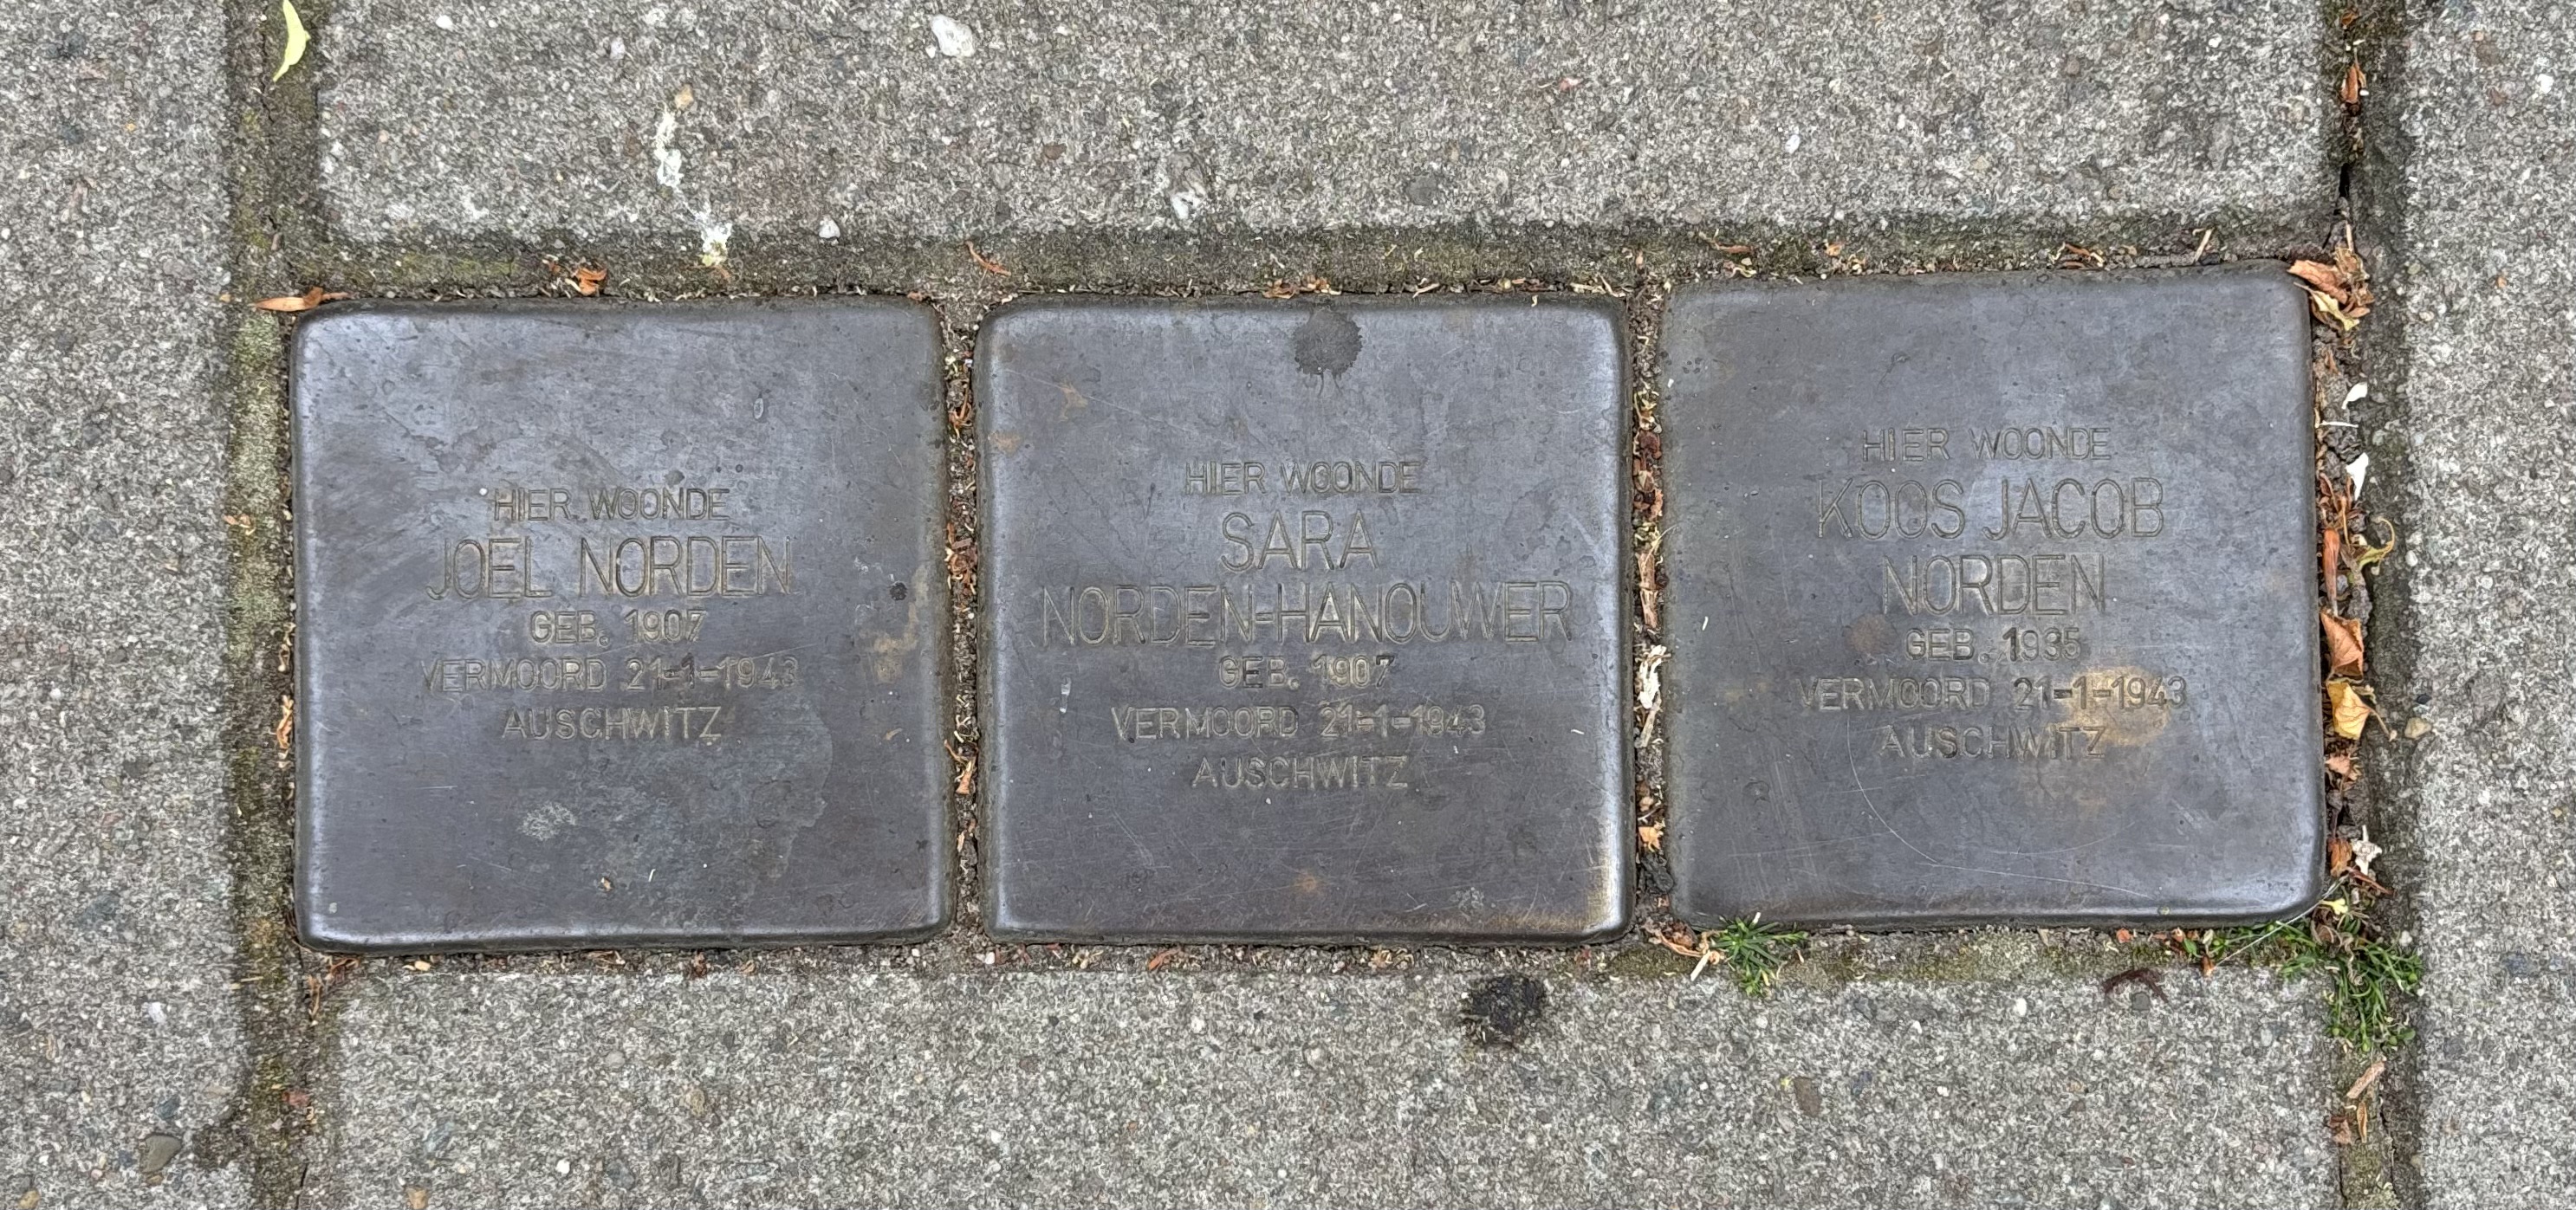 HIER WOONDE
JOEL NORDEN
GEB. 1907
VERMOORD 21-1-1943
AUSCHWITZ
HIER WOONDE
SARA
NORDEN-HANOUWER
GEB. 1907
VERMOORD 21-1-1943
AUSCHWITZ
HIER WOONDE
KOOS JACOB
NORDEN
GEB. 1935
VERMOORD 21-1-1943
AUSCHWITZ